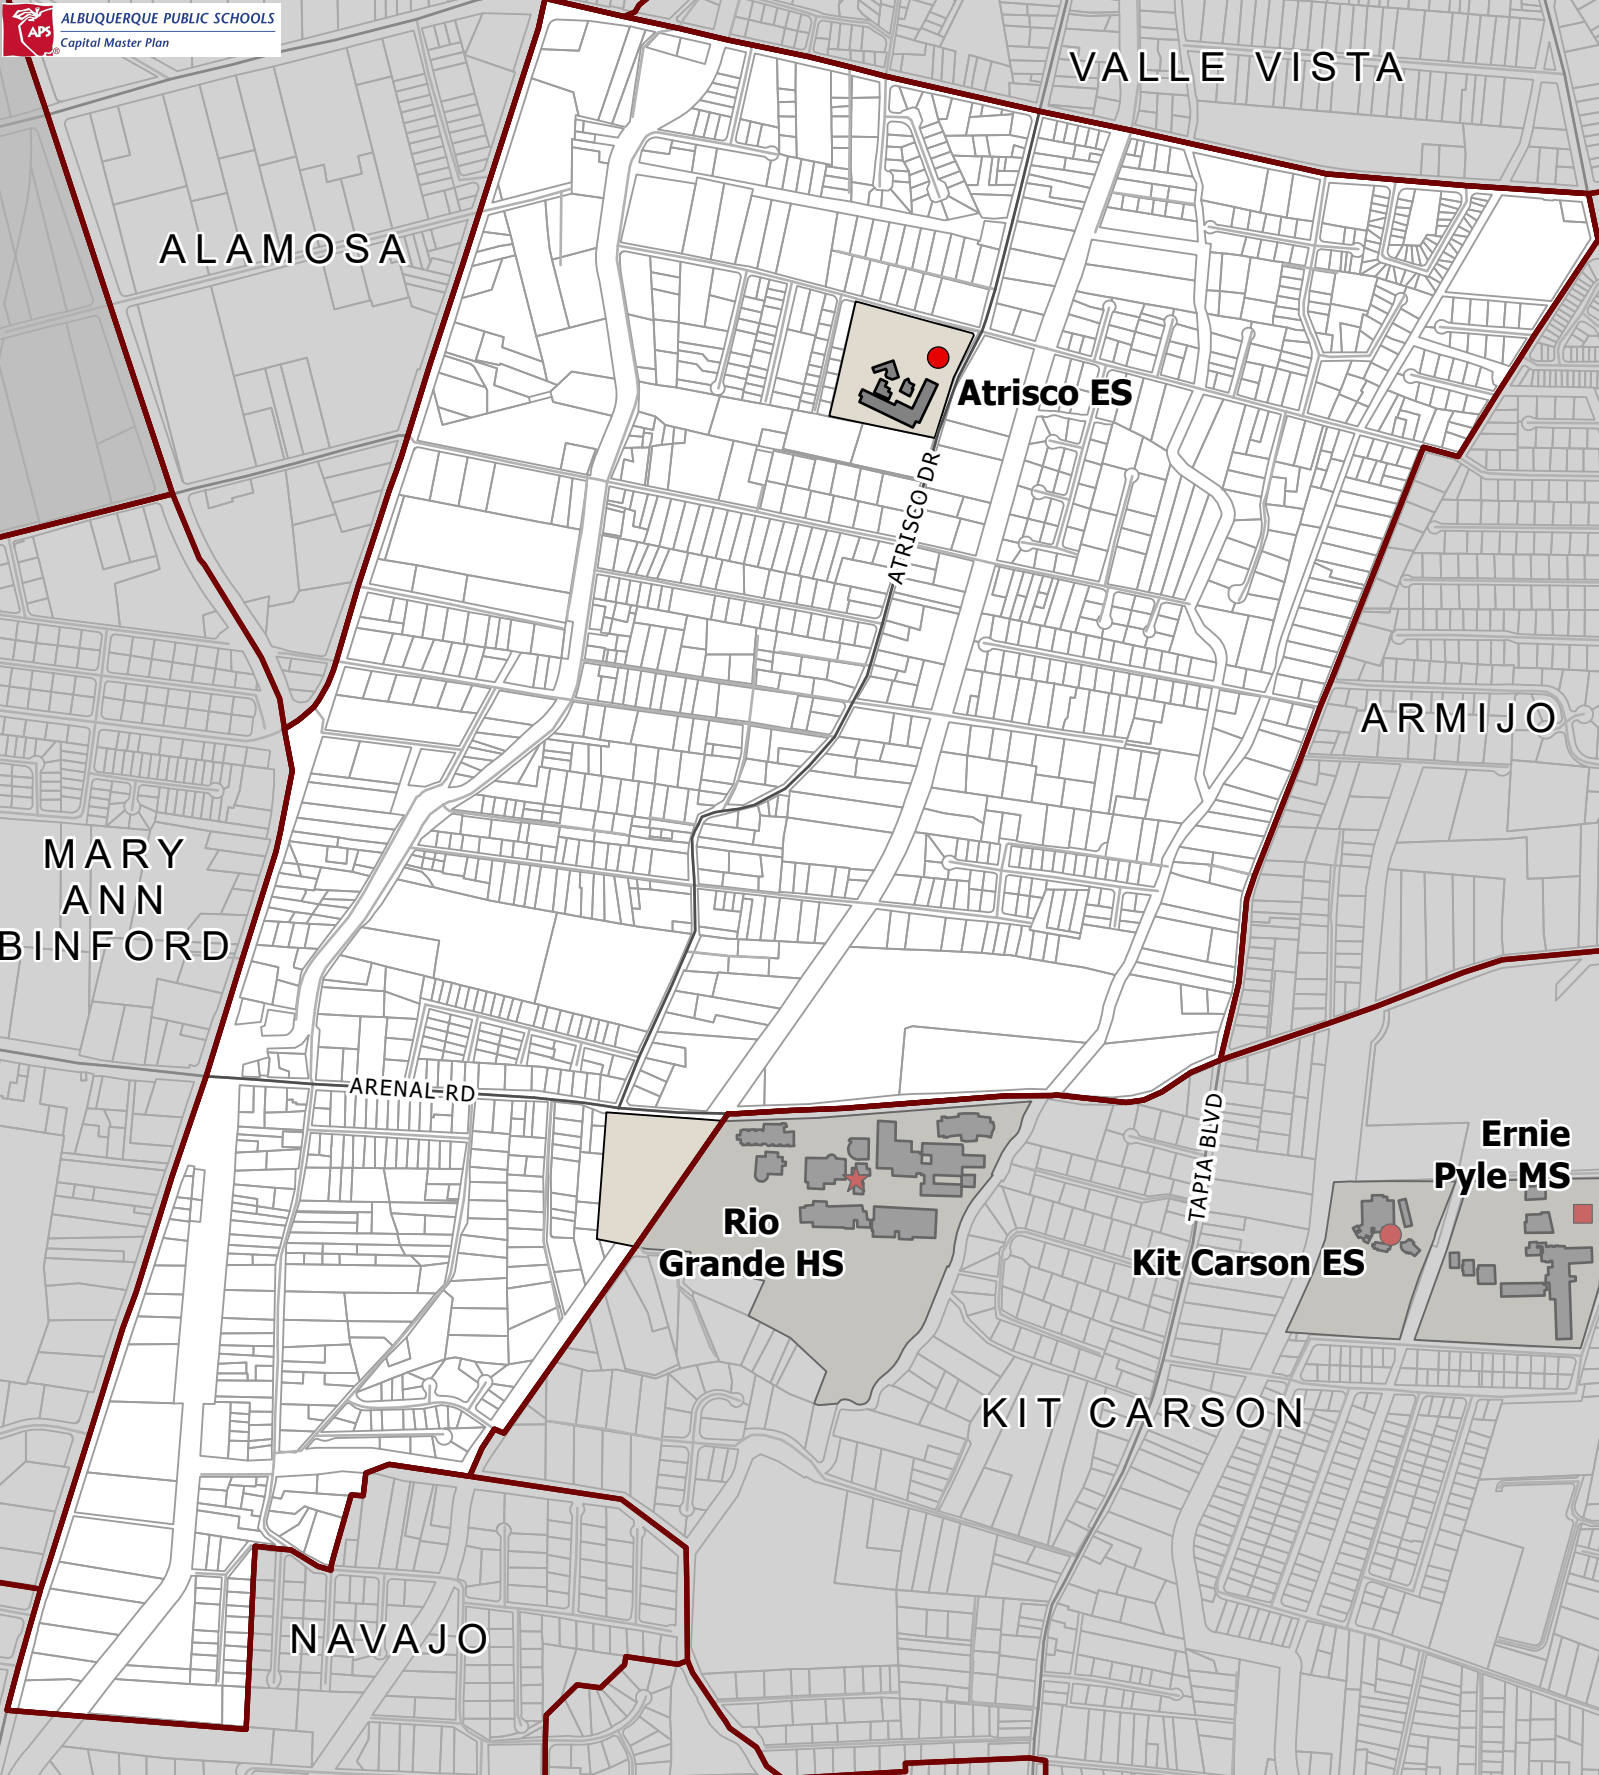 ALBUQUERQUE PUBLIC SCHOOLS
APS
Capital Master Plan
VALLE VISTA
ALAMOSA
Atrisco ES
ATRISCO DR
ARMIJO
MARY
ANN
BINFORD
ARENAL RD
TAPIA BLVD
Ernie
Pyle MS
Rio
Grande HS
Kit Carson ES
KIT CARSON
NAVAJO